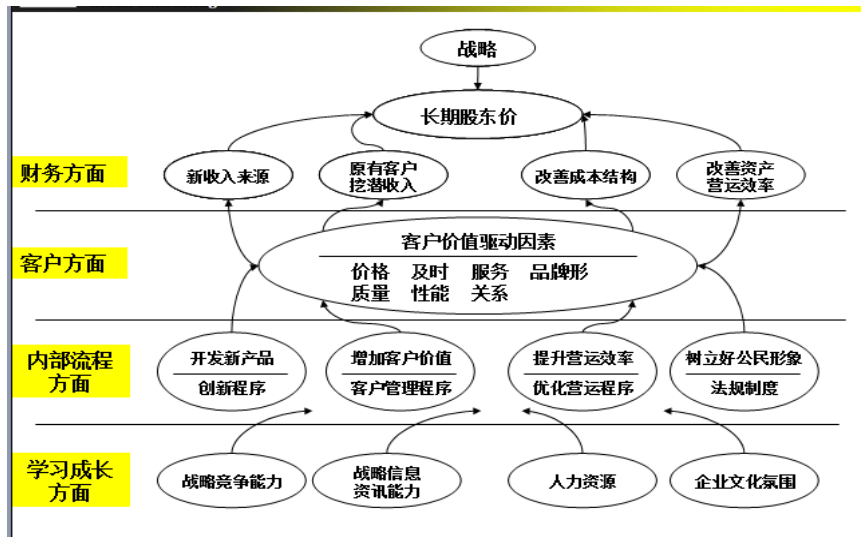 战略
长期股东价
财务方面
新收入来源
原有客户
挖潜收入
改善成本结构
改善资产
营运效率
客户方面
客户价值驱动因素
价格 及时 服务 品牌形
质量 性能 关系
内部流程
方面
开发新产品
创新程序
增加客户价值
客户管理程序
提升营运效率
优化营运程序
树立好公民形象
法规制度
学习成长
方面
战略竞争能力
战略信息
资讯能力
人力资源
企业文化氛围